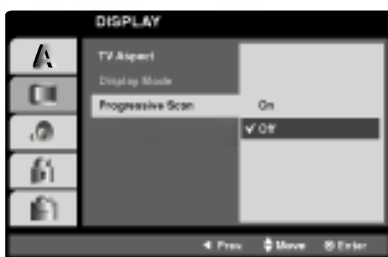 DISPLAY
TV Aspect
Display Mode
Progressive Scan
On
✔ Off
◄ Prev. Move Enter